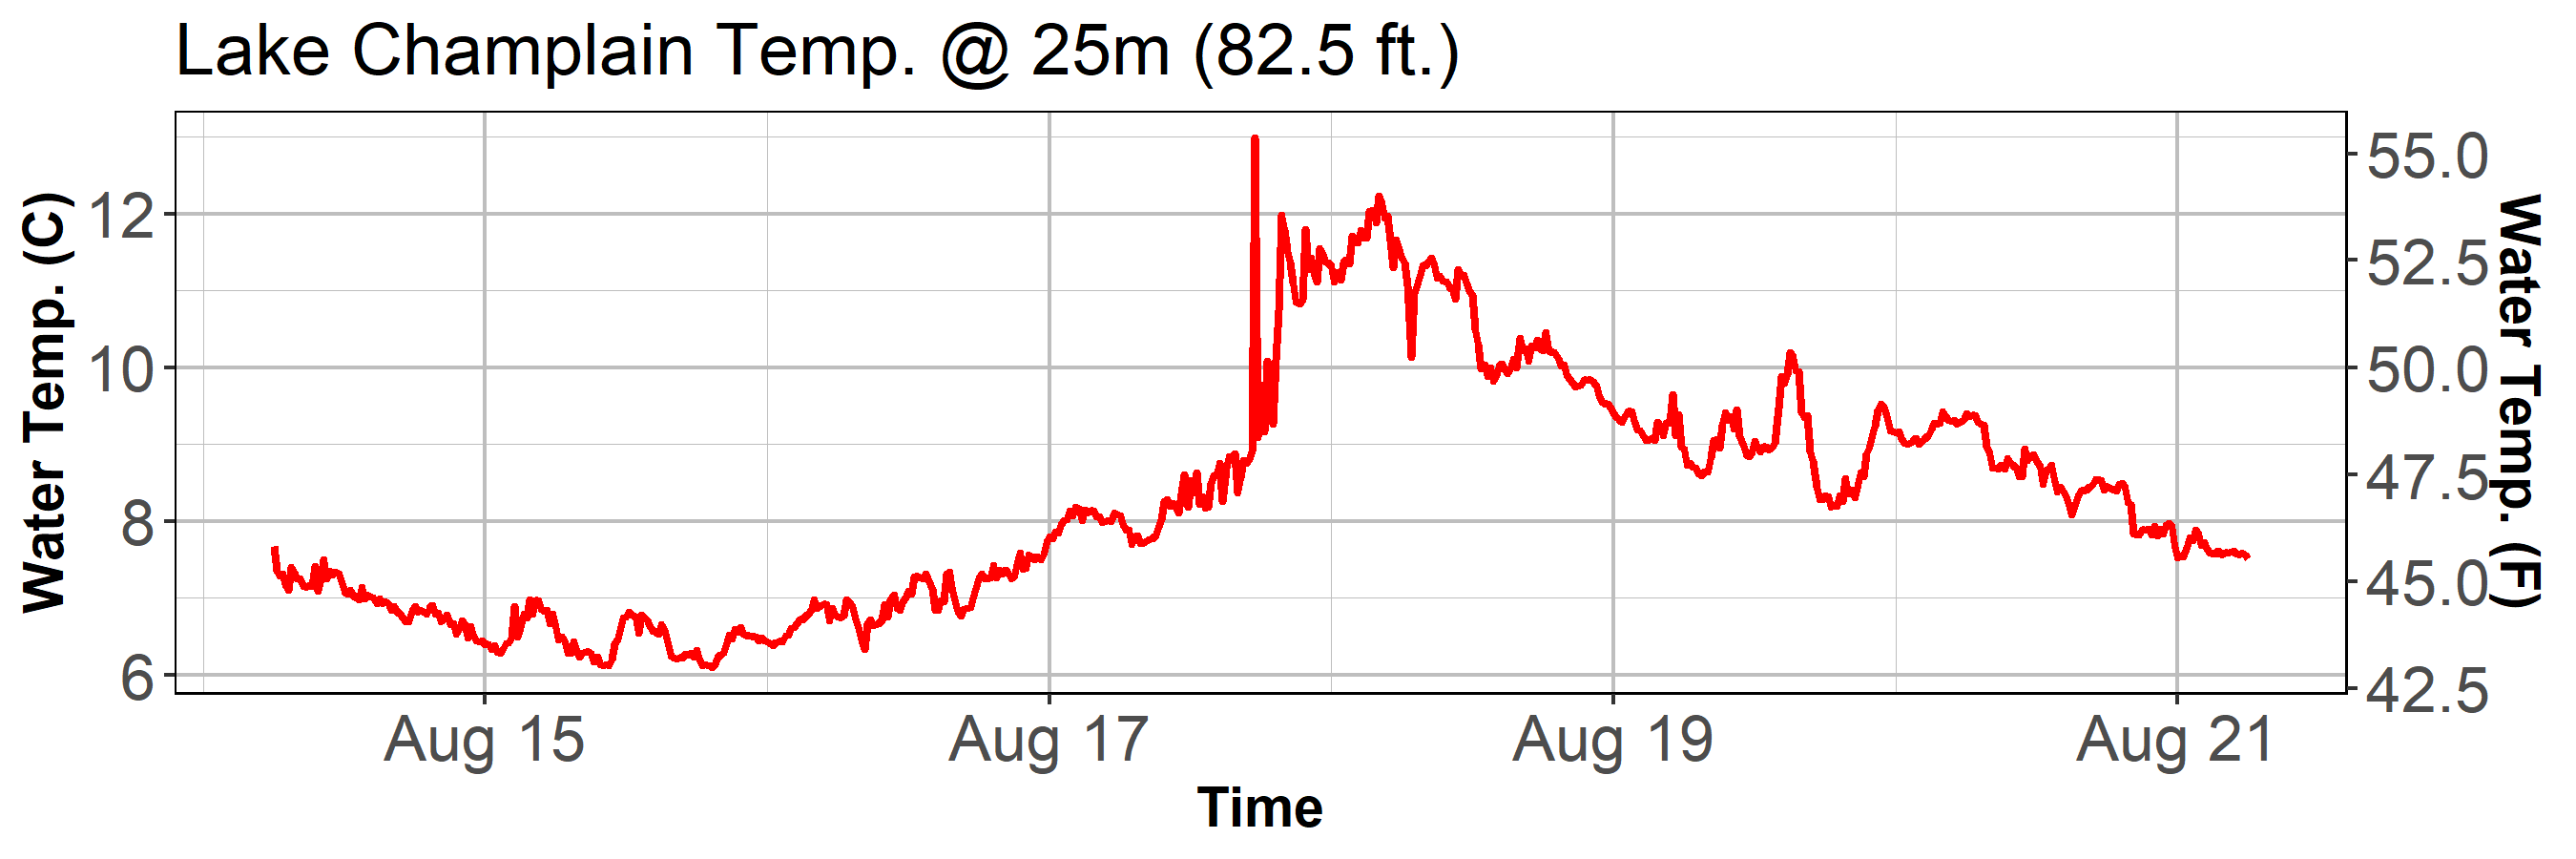 Lake Champlain Temp. @ 25m (82.5 ft.)
Water Temp. (C)
12
10
8
6
55.0
52.5
50.0
47.5
45.0
42.5
Water Temp. (F)
Aug 15
Aug 17
Aug 19
Aug 21
Time